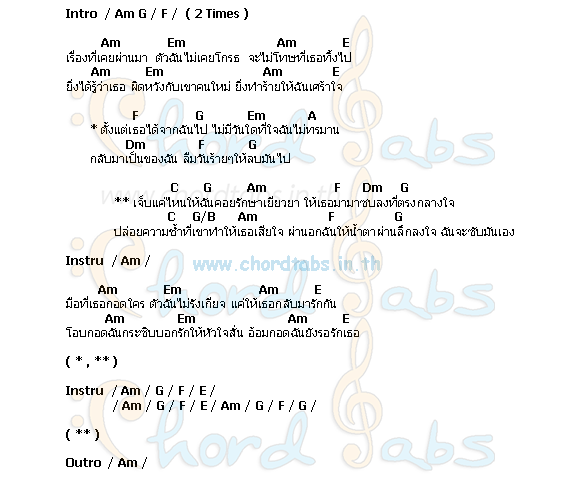 Intro / Am G / F / ( 2 Times )
Am Em Am E
เรื่องที่เคยผ่านมา ตัวฉันไม่เคยโกรธ จะไม่โทษที่เธอทิ้งไป
Am Em Am E
ยิ่งได้รู้ว่าเธอ ผิดหวังกับเขาคนใหม่ ยิ่งทำร้ายให้ฉันเศร้าใจ
F G Em A
* ตั้งแต่เธอได้จากฉันไป ไม่มีวันใดที่ใจฉันไม่ทรมาน
Dm F G
กลับมาเป็นของฉัน ลืมวันร้ายๆให้ลบมันไป
C G Am F Dm G
** เจ็บแค่ไหนให้ฉันคอยรักษาเยียวยา ให้เธอมามาซบลงที่ตรงกลางใจ
C G/B Am F G
ปล่อยความช้ำที่เขาทำให้เธอเสียใจ ผ่านอกฉันให้น้ำตาผ่านลึกลงใจ ฉันจะซับมันเอง
Instru / Am /
www.chordtabs.in.th
Am Em Am E
มือที่เธอกอดใคร ตัวฉันไม่รังเกียจ แค่ให้เธอกลับมารักกัน
Am Em Am E
โอบกอดฉันกระซิบบอกรักให้หัวใจสั่น อ้อมกอดฉันยังรอรักเธอ
( * , ** )
Instru / Am / G / F / E /
/ Am / G / F / E / Am / G / F / G /
( ** )
Outro / Am /